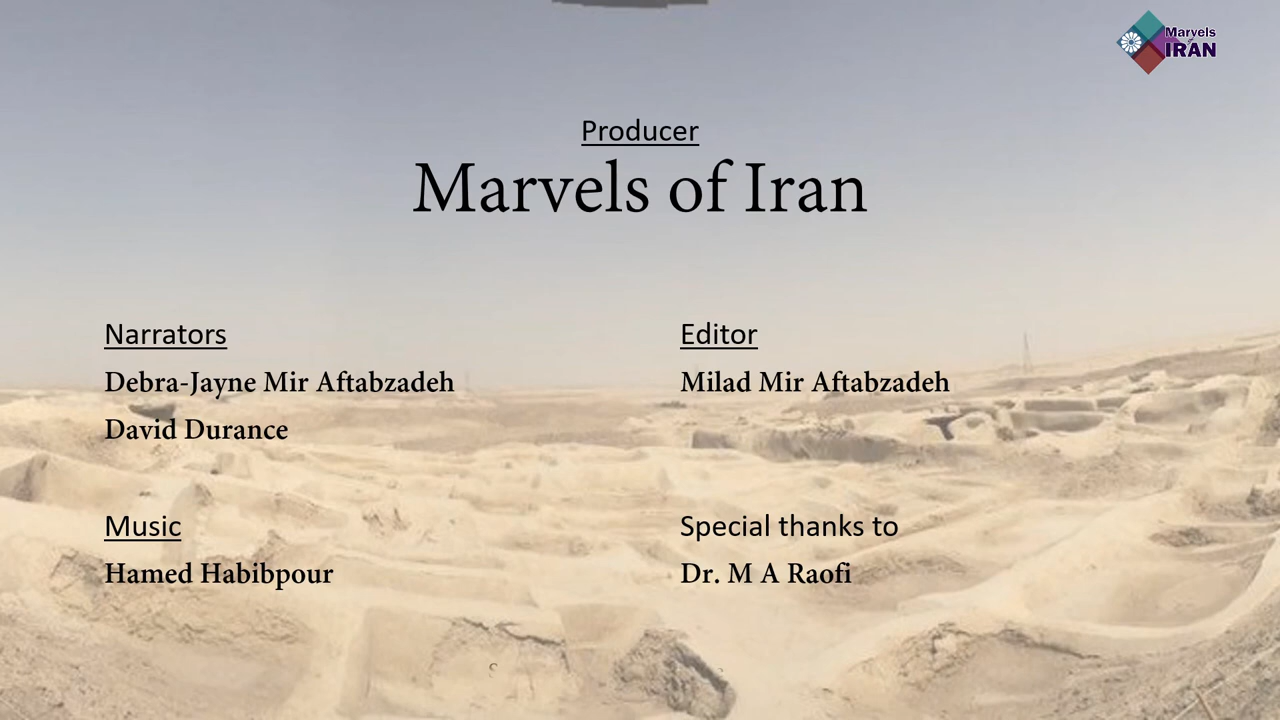 Marvels
of
IRAN
Producer
Marvels of Iran
Narrators
Debra-Jayne Mir Aftabzadeh
David Durance
Editor
Milad Mir Aftabzadeh
Music
Hamed Habibpour
Special thanks to
Dr. M A Raofi